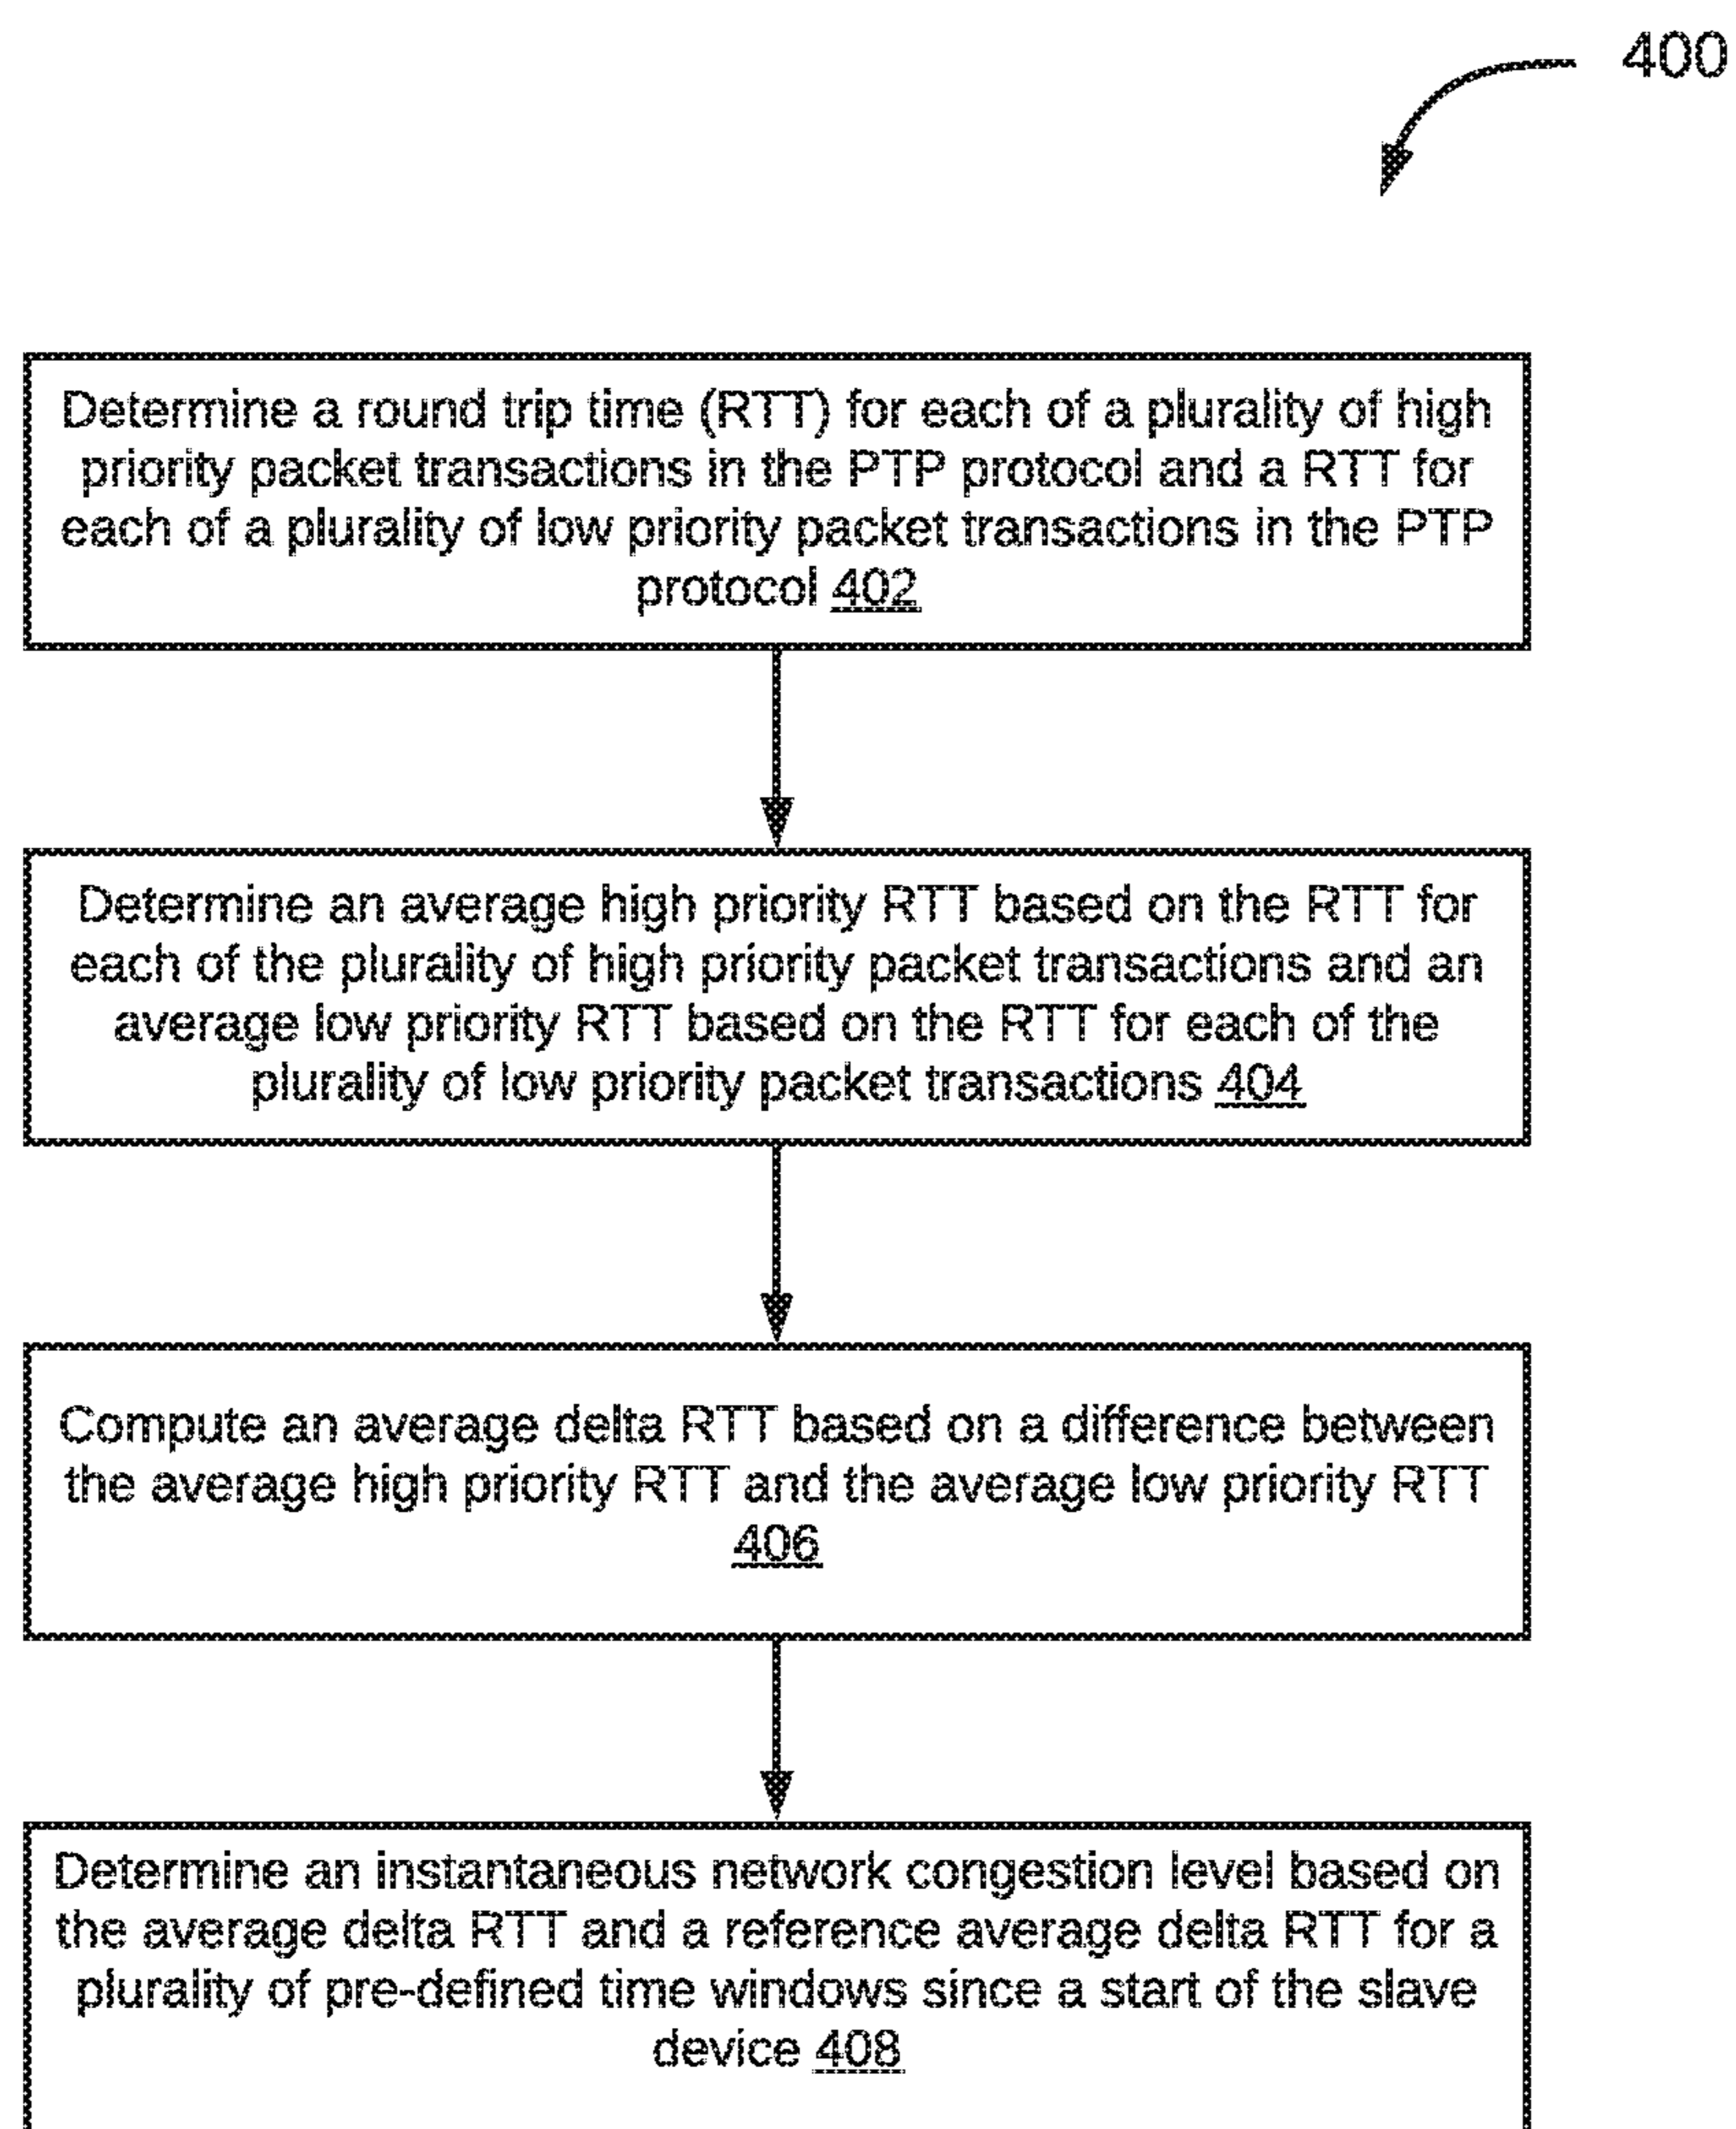 400
Determine a round trip time (RTT) for each of a plurality of high
priority packet transactions in the PTP protocol and a RTT for
each of a plurality of low priority packet transactions in the PTP
protocol 402
Determine an average high priority RTT based on the RTT for
each of the plurality of high priority packet transactions and an
average low priority RTT based on the RTT for each of the
plurality of low priority packet transactions 404
Compute an average delta RTT based on a difference between
the average high priority RTT and the average low priority RTT
406
Determine an instantaneous network congestion level based on
the average delta RTT and a reference average delta RTT for a
plurality of pre-defined time windows since a start of the slave
device 408